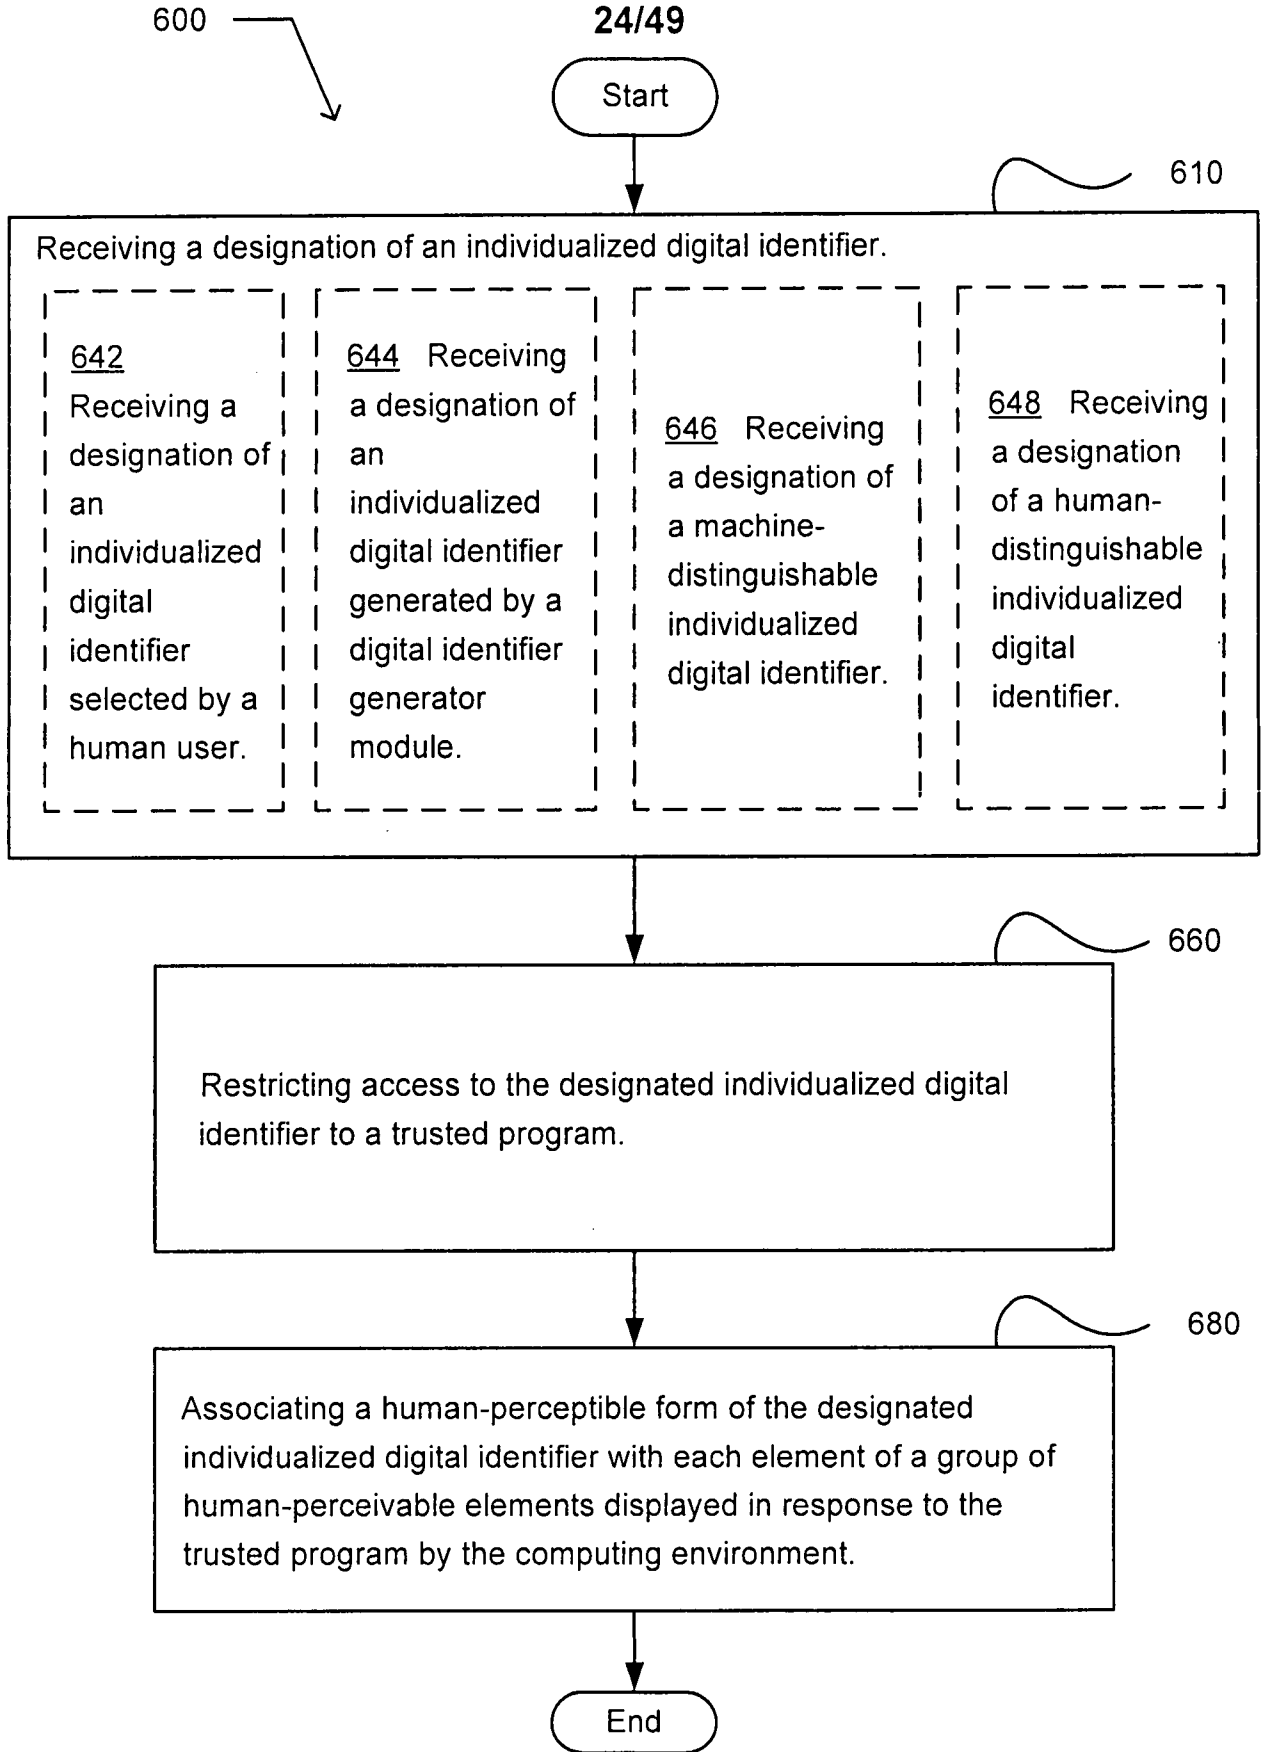 600
24/49
Start
610
Receiving a designation of an individualized digital identifier.
642
Receiving a
designation of
an
individualized
digital
identifier
selected by a
human user.
644 Receiving
a designation of
an
individualized
digital identifier
generated by a
digital identifier
generator
module.
646 Receiving
a designation of
a machine-
distinguishable
individualized
digital identifier.
648 Receiving
a designation
of a human-
distinguishable
individualized
digital
identifier.
660
Restricting access to the designated individualized digital
identifier to a trusted program.
680
Associating a human-perceptible form of the designated
individualized digital identifier with each element of a group of
human-perceivable elements displayed in response to the
trusted program by the computing environment.
End